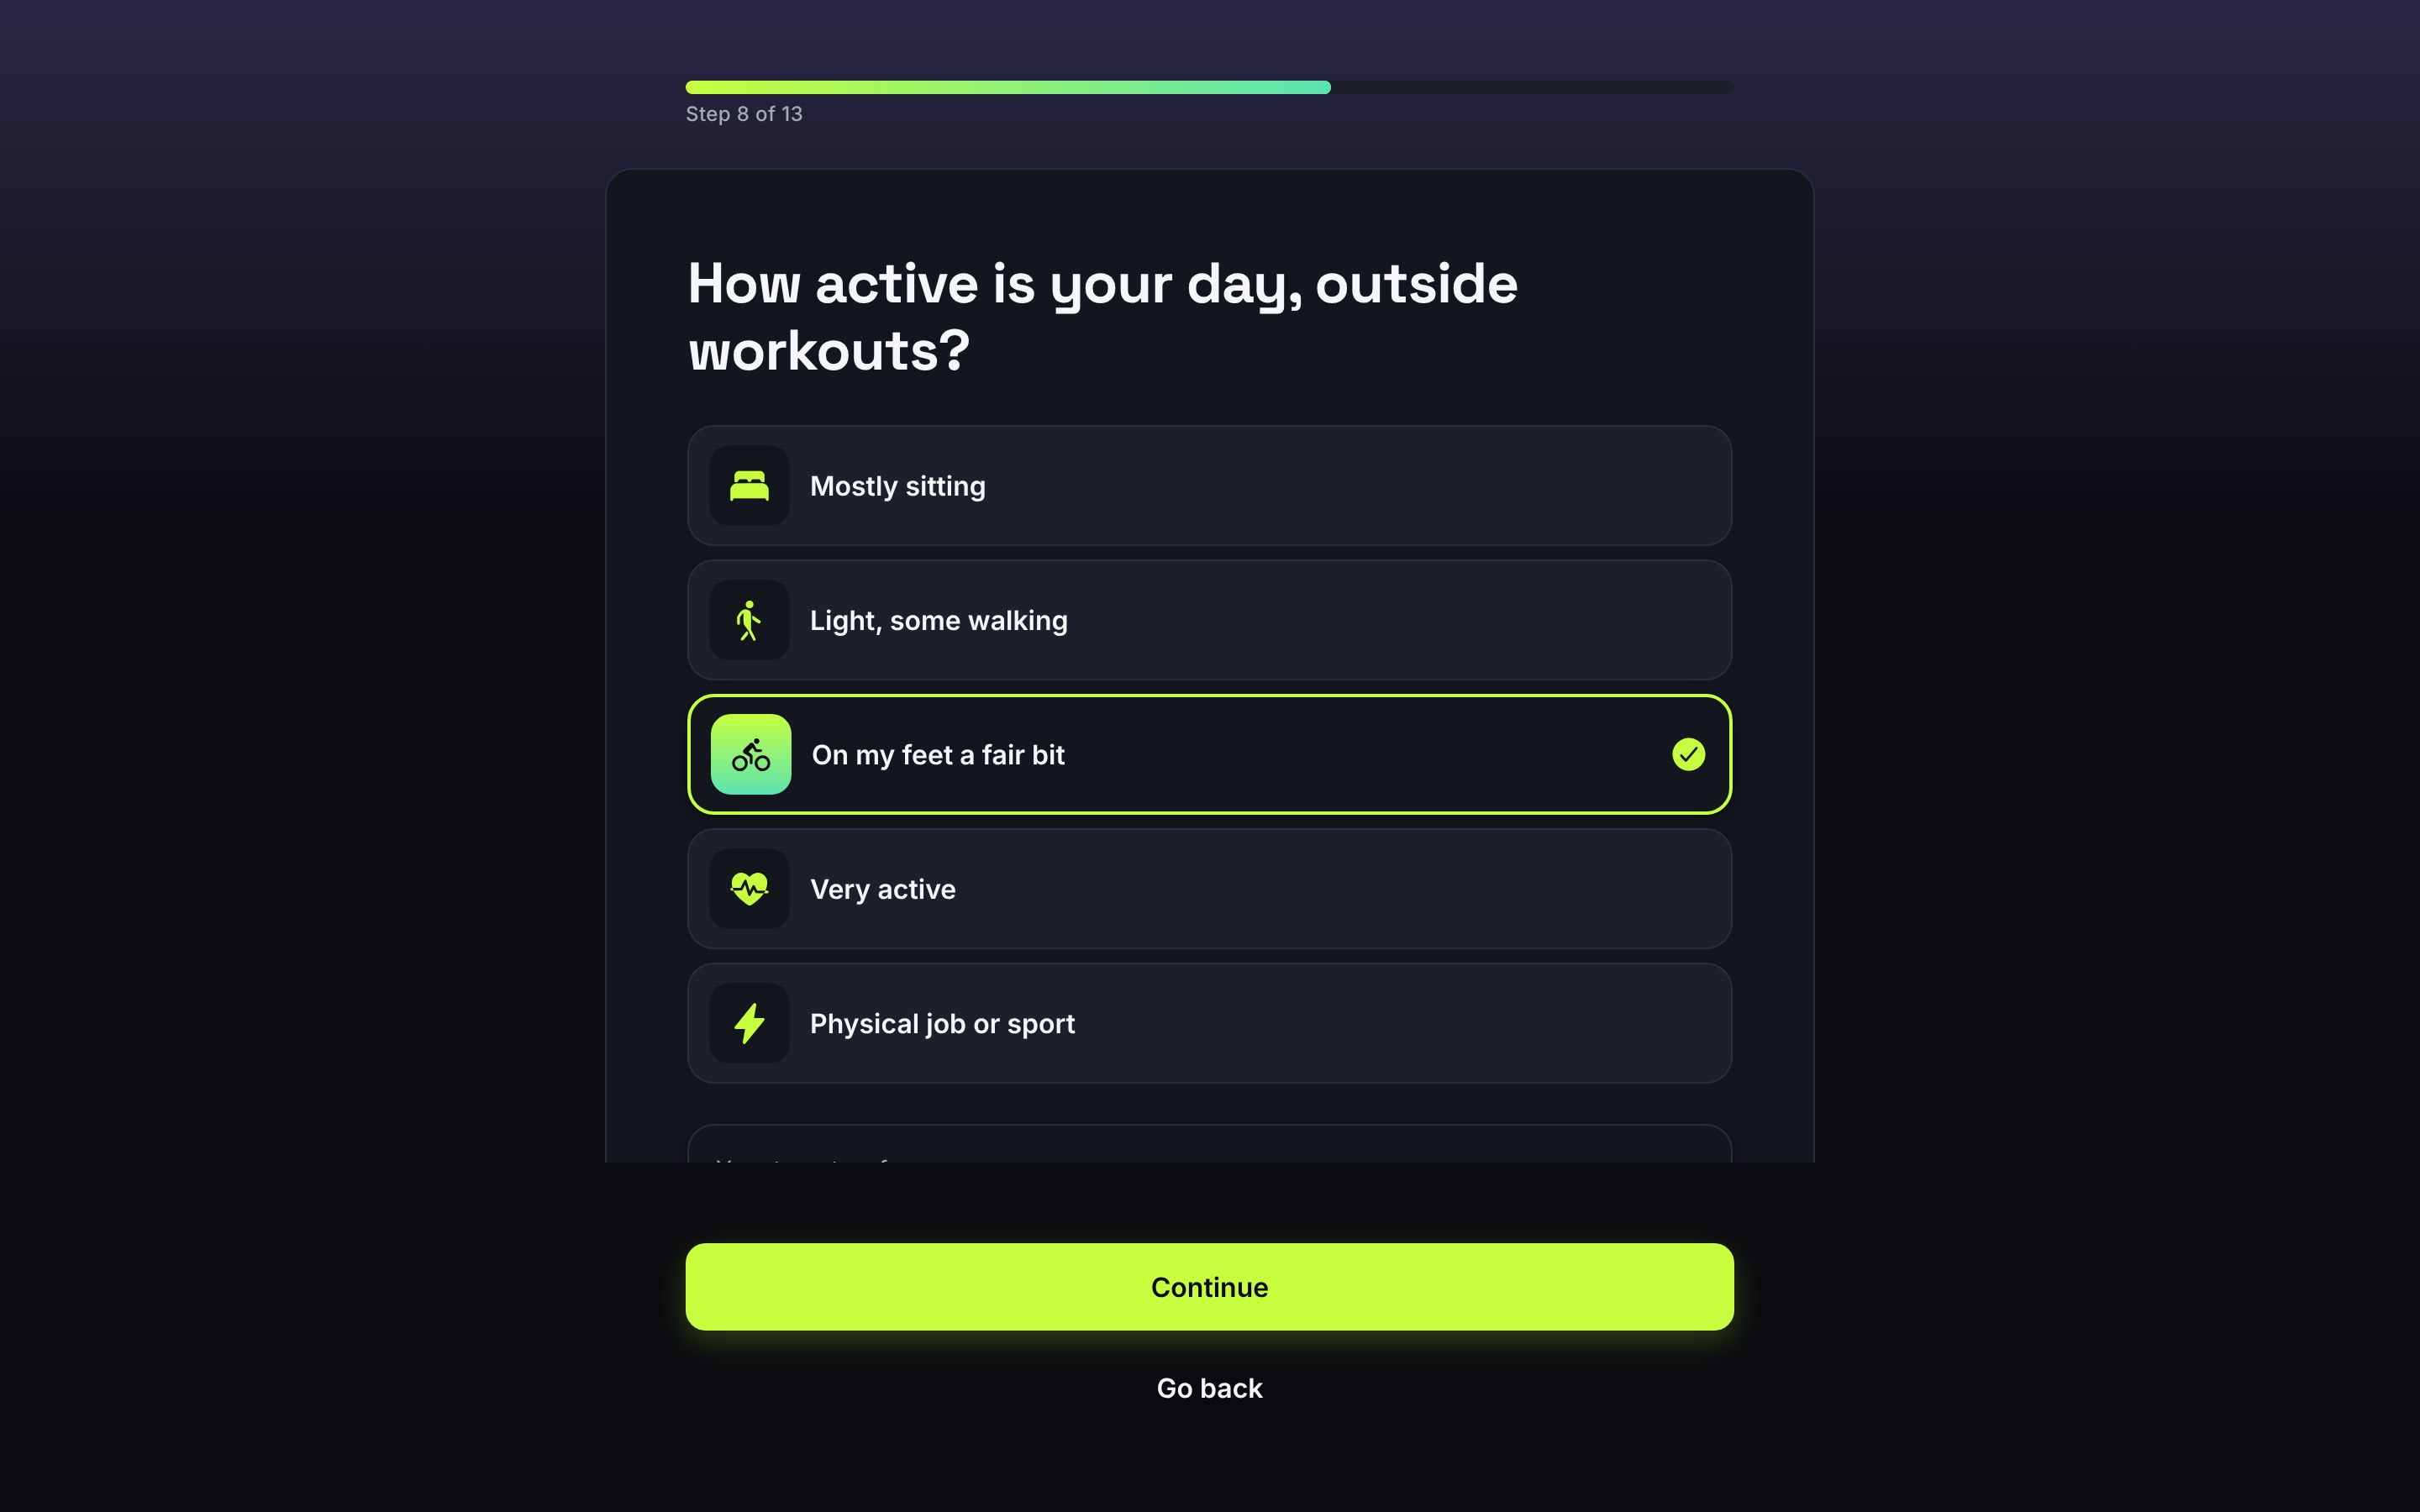 Step 8 of 13
How active is your day, outside
workouts?
Mostly sitting
Light, some walking
On my feet a fair bit
Very active
Physical job or sport
Continue
Go back